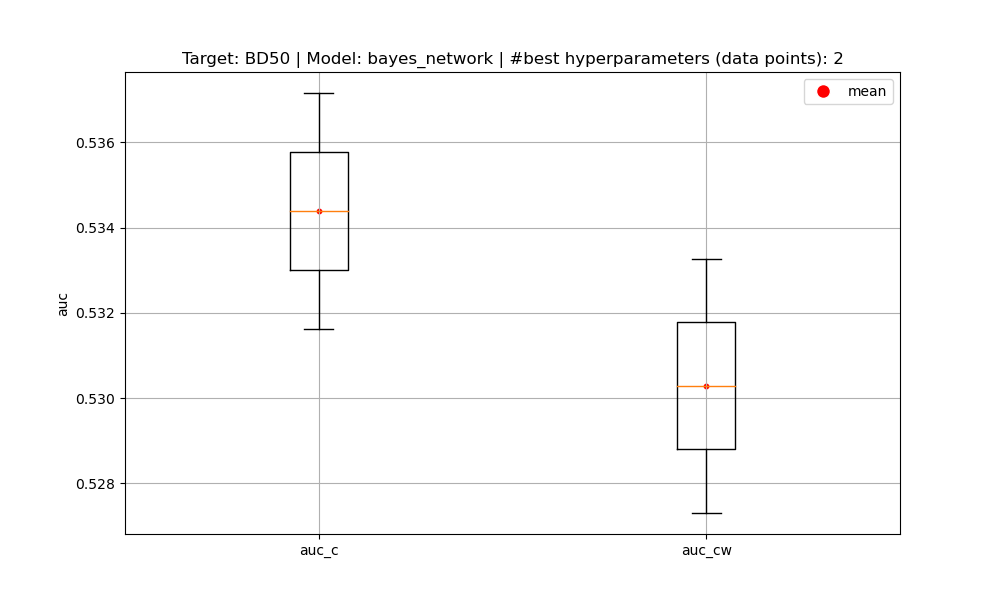 Target: BD50 | Model: bayes_network | #best hyperparameters (data points): 2
mean
0.536
0.534
0.532
0.530
0.528
auc
auc_c
auc_cw